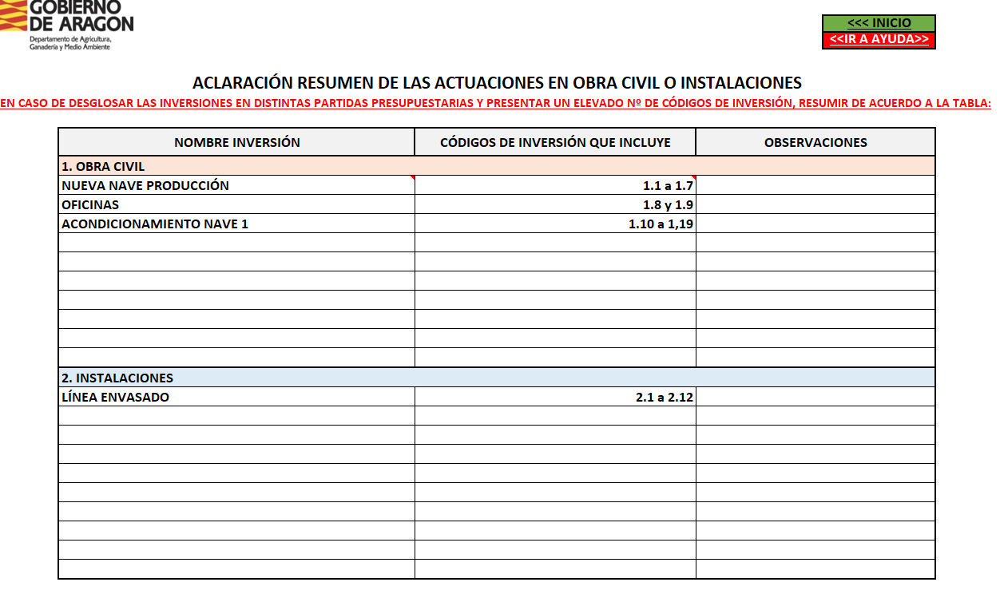 GOBIERNO
DE ARAGON
Departamento de Agricultura,
Ganadería y Medio Ambiente
<<< INICIO
<<IR A AYUDA>>
ACLARACIÓN RESUMEN DE LAS ACTUACIONES EN OBRA CIVIL O INSTALACIONES
EN CASO DE DESGLOSAR LAS INVERSIONES EN DISTINTAS PARTIDAS PRESUPUESTARIAS Y PRESENTAR UN ELEVADO Nº DE CÓDIGOS DE INVERSIÓN, RESUMIR DE ACUERDO A LA TABLA:
NOMBRE INVERSIÓN CÓDIGOS DE INVERSIÓN QUE INCLUYE OBSERVACIONES
1. OBRA CIVIL
NUEVA NAVE PRODUCCIÓN 1.1 a 1.7
OFICINAS 1.8 y 1.9
ACONDICIONAMIENTO NAVE 1 1.10 a 1,19
2. INSTALACIONES
LÍNEA ENVASADO 2.1 a 2.12